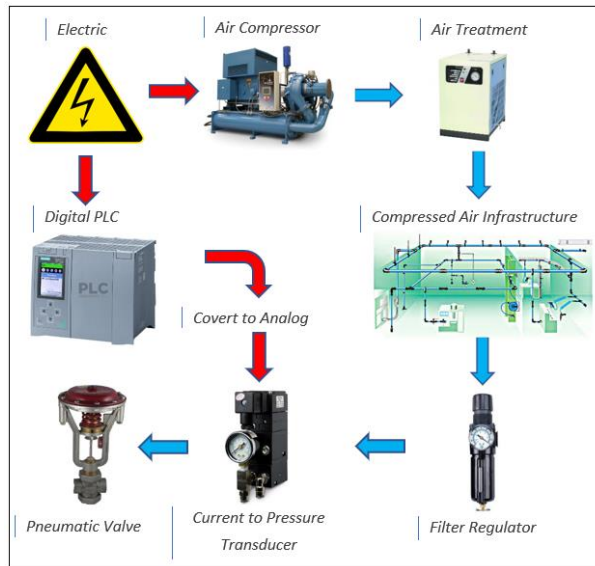 Electric
Air Compressor
Air Treatment
Digital PLC
Compressed Air Infrastructure
PLC
Covert to Analog
Pneumatic Valve
Current to Pressure
Transducer
Filter Regulator